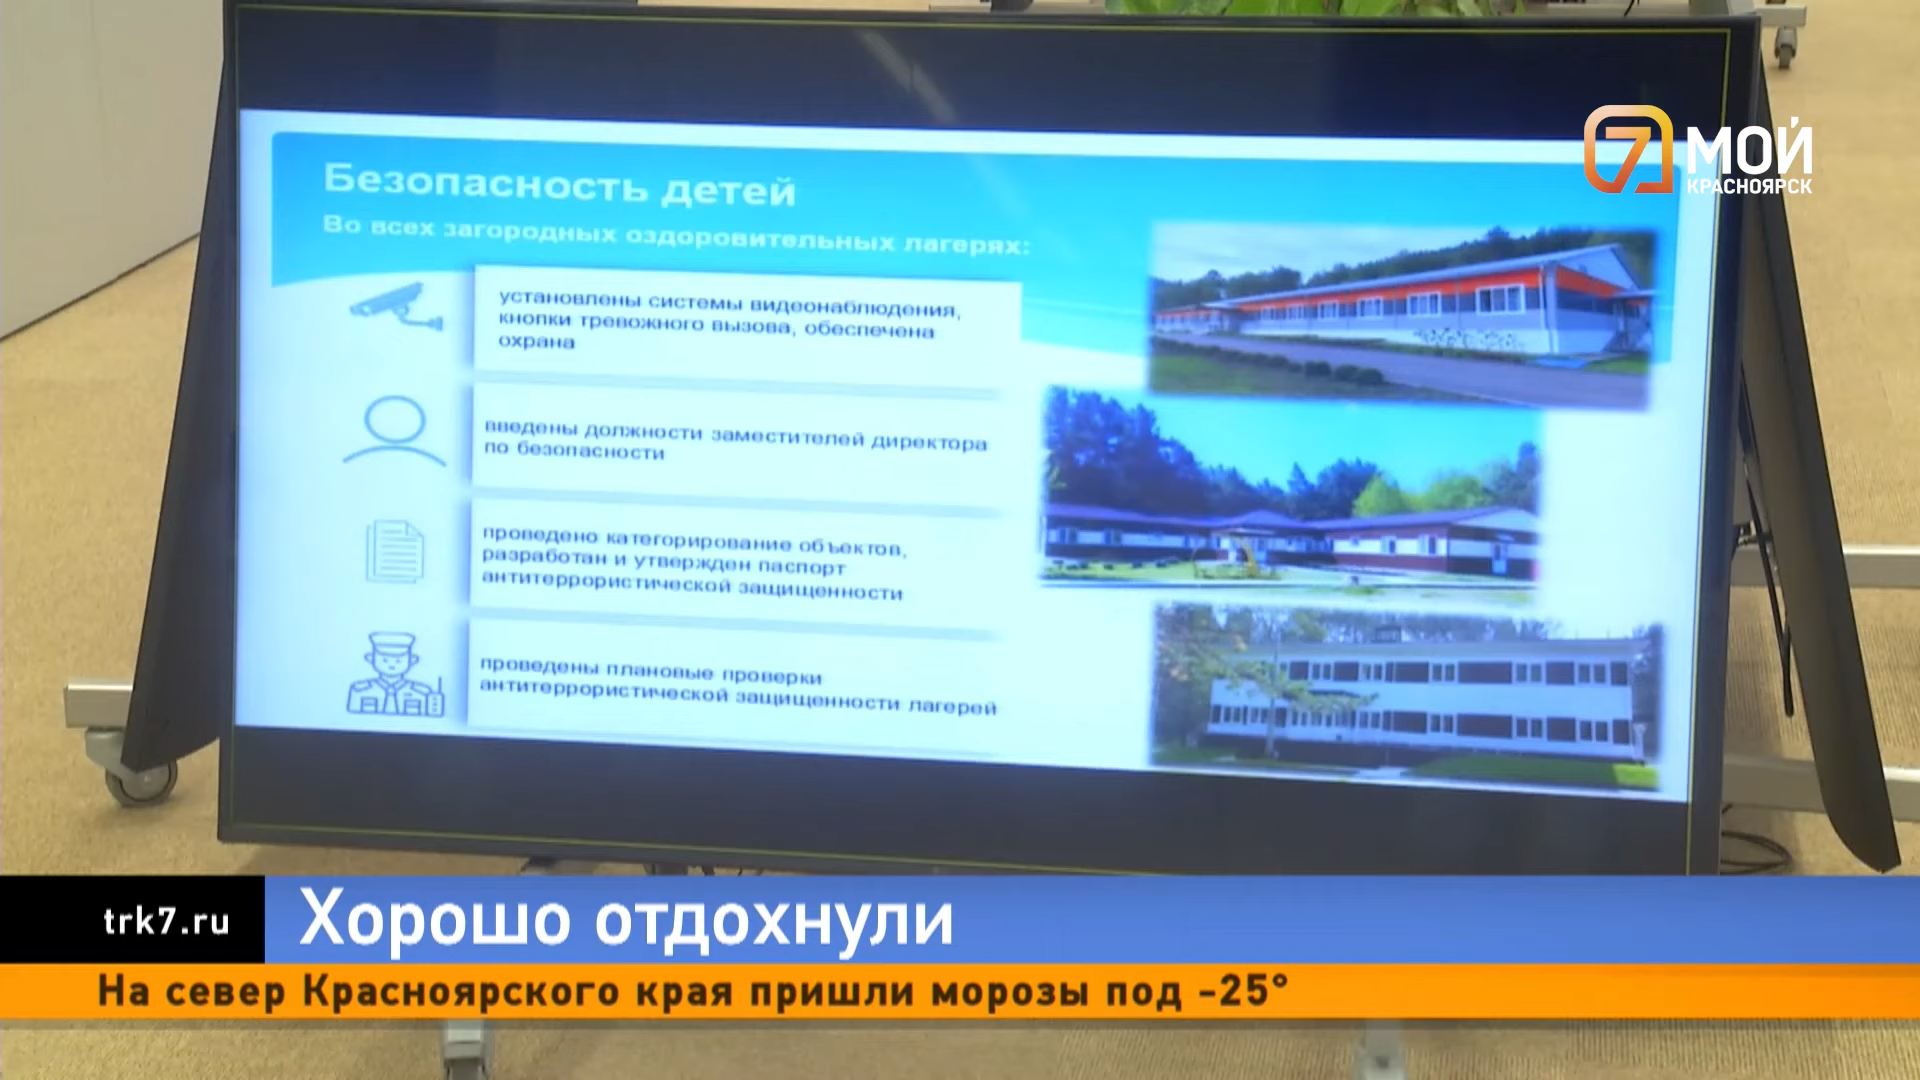 7 МОЙ
КРАСНОЯРСК
Безопасность детей
Во всех загородных оздоровительных лагерях:
установлены системы видеонаблюдения,
кнопки тревожного вызова, обеспечена
охрана
введены должности заместителей директора
по безопасности
проведено категорирование объектов,
разработан и утвержден паспорт
антитеррористической защищенности
проведены плановые проверки
антитеррористической защищенности лагерей
trk7.ru
Хорошо отдохнули
На север Красноярского края пришли морозы под -25°